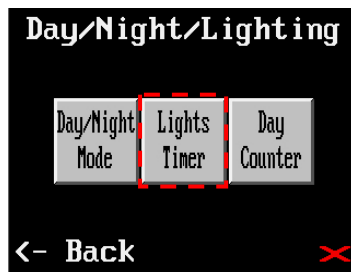 Day/Night/Lighting
Day/Night Lights Day
Mode Timer Counter
<- Back